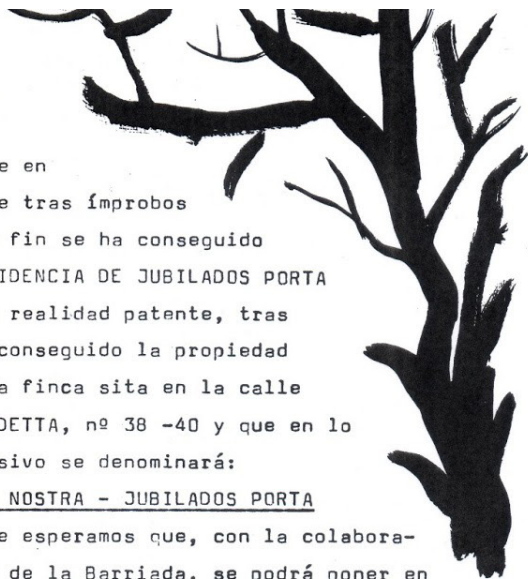 e en
e tras ímprobos
fin se ha conseguido
IDENCIA DE JUBILADOS PORTA
realidad patente, tras
conseguido la propiedad
a finca sita en la calle
DETTA, nº 38 -40 y que en lo
sivo se denominará:
NOSTRA - JUBILADOS PORTA
e esperamos que, con la colabora-
de la Barriada, se podrá poner en